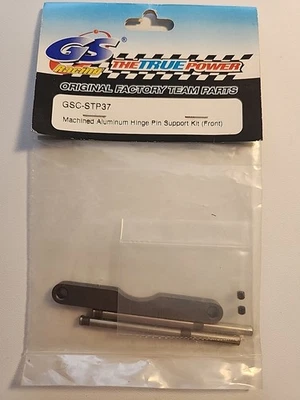 GS
Racing
THE TRUE POWER
ORIGINAL FACTORY TEAM PARTS
GSC-STP37
Machined Aluminum Hinge Pin Support Kit (Front)